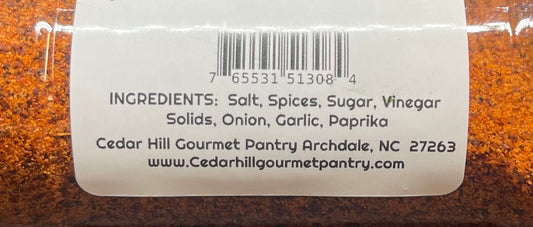 7 65531 51308 4
INGREDIENTS: Salt, Spices, Sugar, Vinegar
Solids, Onion, Garlic, Paprika
Cedar Hill Gourmet Pantry Archdale, NC 27263
www.Cedarhillgourmetpantry.com